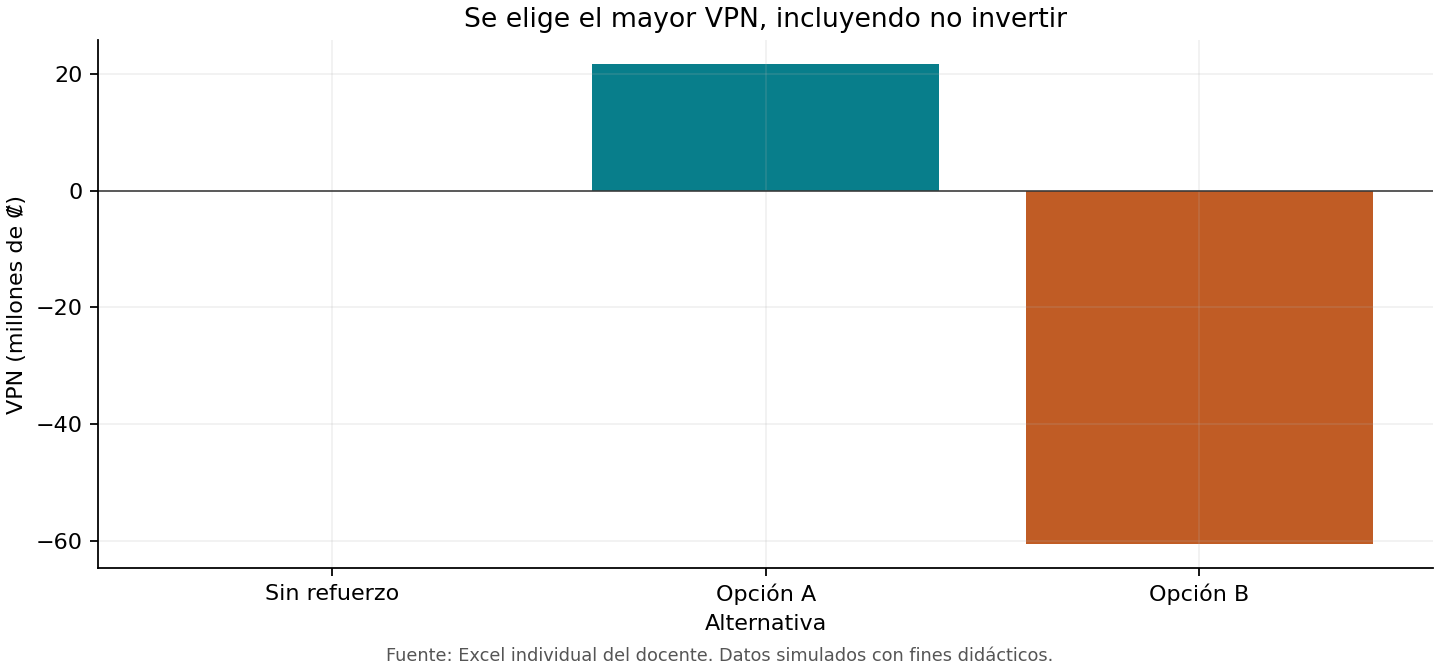 Se elige el mayor VPN, incluyendo no invertir
VPN (millones de ₡)
20
0
−20
−40
−60
Sin refuerzo
Opción A
Opción B
Alternativa
Fuente: Excel individual del docente. Datos simulados con fines didácticos.